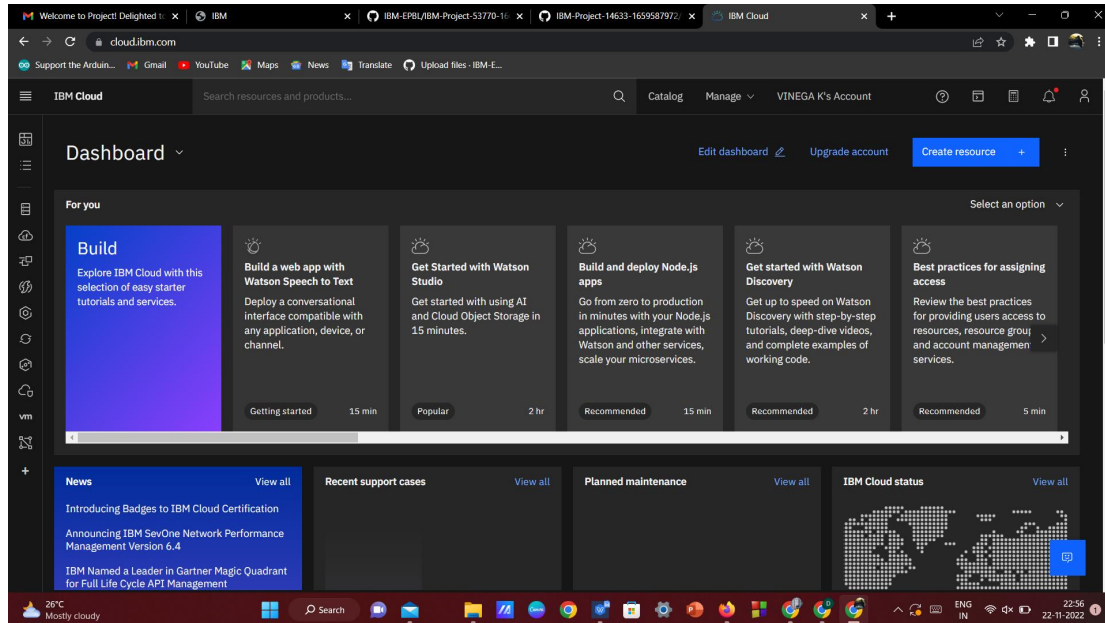 Welcome to Project! Delighted to
IBM
IBM-EPBL/IBM-Project-53770-16
IBM-Project-14633-1659587972/
IBM Cloud
cloud.ibm.com
Support the Arduin...
Gmail
YouTube
Maps
News
Translate
Upload files · IBM-E...
IBM Cloud
Search resources and products...
Catalog
Manage
VINEGA K's Account
Dashboard
Edit dashboard
Upgrade account
Create resource +
For you
Select an option
Build
Explore IBM Cloud with this
selection of easy starter
tutorials and services.
Build a web app with
Watson Speech to Text
Deploy a conversational
interface compatible with
any application, device, or
channel.
Getting started 15 min
Get Started with Watson
Studio
Get started with using AI
and Cloud Object Storage in
15 minutes.
Popular 2 hr
Build and deploy Node.js
apps
Go from zero to production
in minutes with your Node.js
applications, integrate with
Watson and other services,
scale your microservices.
Recommended 15 min
Get started with Watson
Discovery
Get up to speed on Watson
Discovery with step-by-step
tutorials, deep-dive videos,
and complete examples of
working code.
Recommended 2 hr
Best practices for assigning
access
Review the best practices
for providing users access to
resources, resource group
and account management
services.
Recommended 5 min
vm
News View all
Introducing Badges to IBM Cloud Certification
Announcing IBM SevOne Network Performance
Management Version 6.4
IBM Named a Leader in Gartner Magic Quadrant
for Full Life Cycle API Management
Recent support cases View all
Planned maintenance View all
IBM Cloud status View all
26°C
Mostly cloudy
Search
ENG
IN
22:56
22-11-2022
1